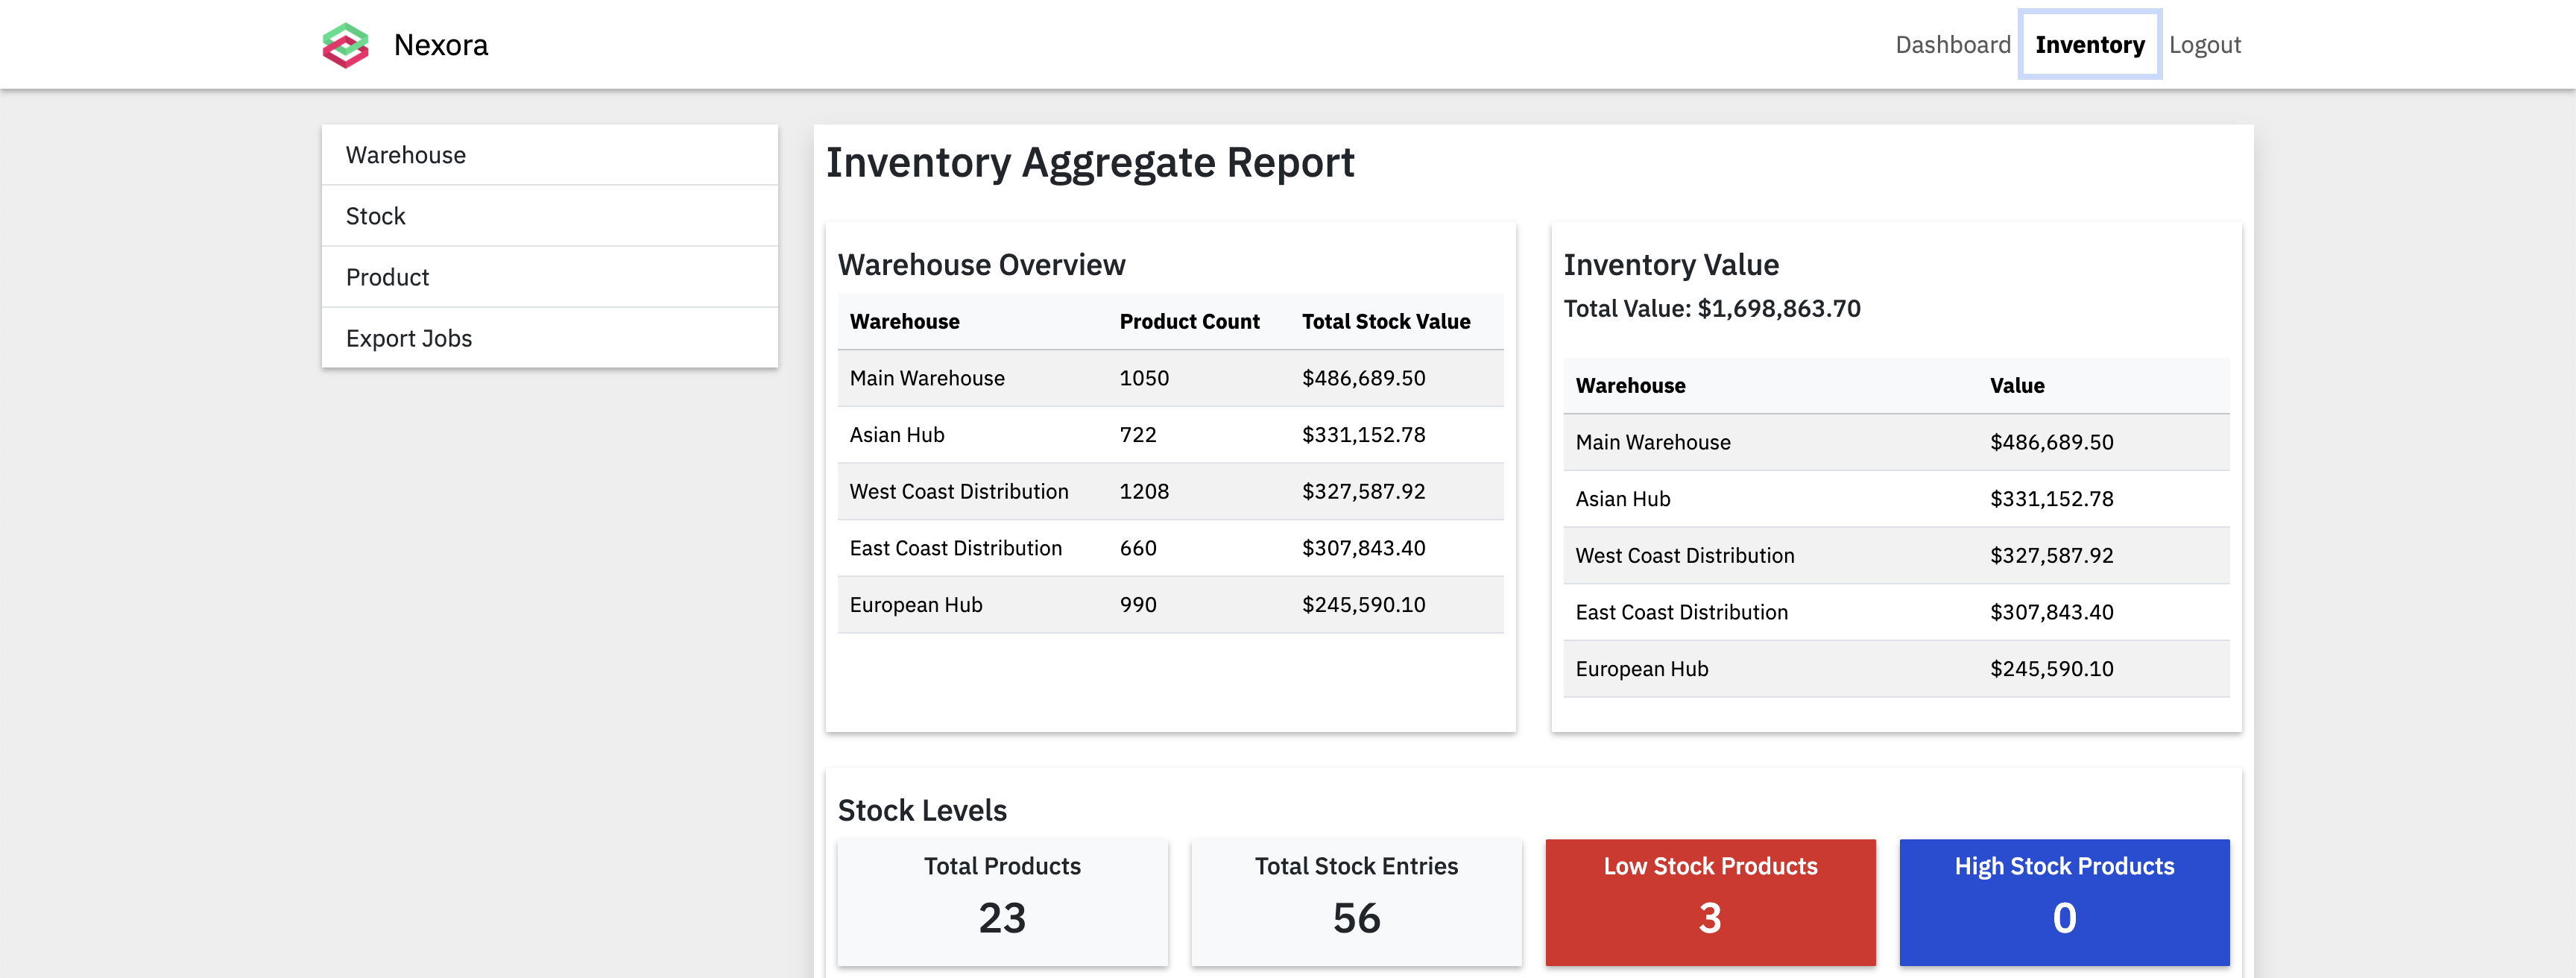 Nexora
Dashboard Inventory Logout
Warehouse
Stock
Product
Export Jobs
Inventory Aggregate Report
Warehouse Overview
Warehouse Product Count Total Stock Value
Main Warehouse 1050 $486,689.50
Asian Hub 722 $331,152.78
West Coast Distribution 1208 $327,587.92
East Coast Distribution 660 $307,843.40
European Hub 990 $245,590.10
Inventory Value
Total Value: $1,698,863.70
Warehouse Value
Main Warehouse $486,689.50
Asian Hub $331,152.78
West Coast Distribution $327,587.92
East Coast Distribution $307,843.40
European Hub $245,590.10
Stock Levels
Total Products
23
Total Stock Entries
56
Low Stock Products
3
High Stock Products
0